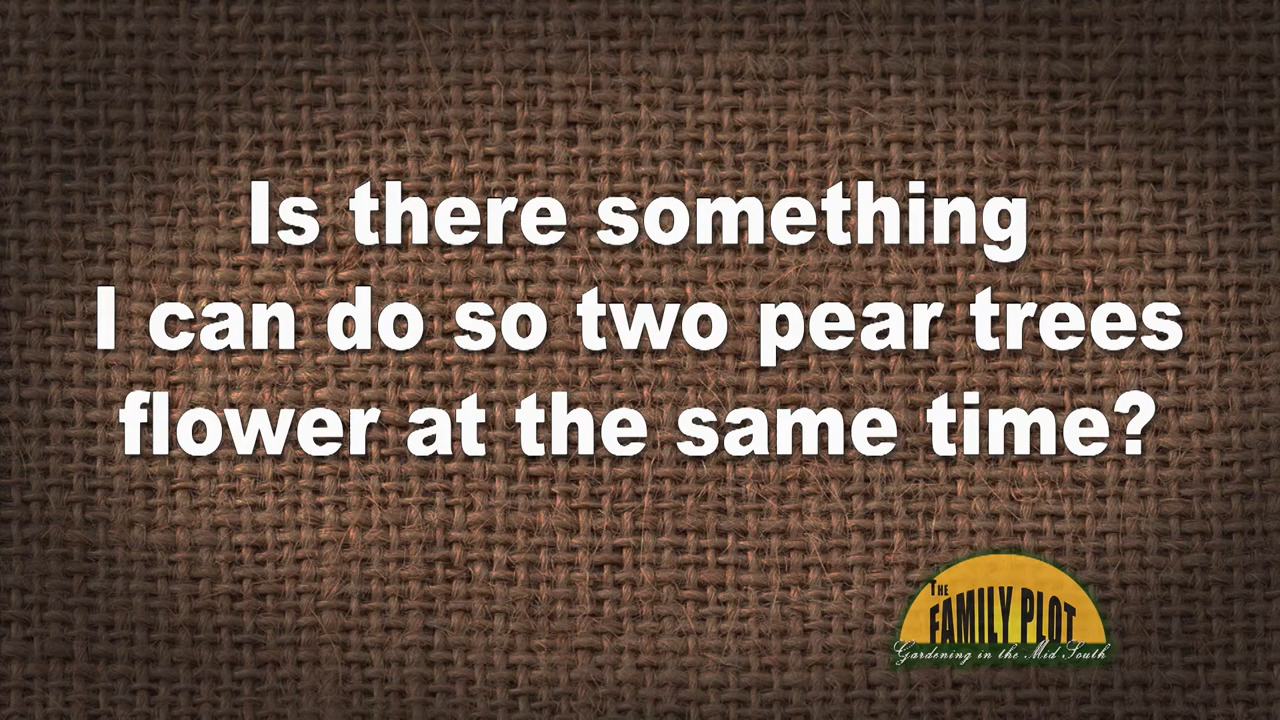 Is there something
I can do so two pear trees
flower at the same time?
THE
FAMILY PLOT
Gardening in the Mid South